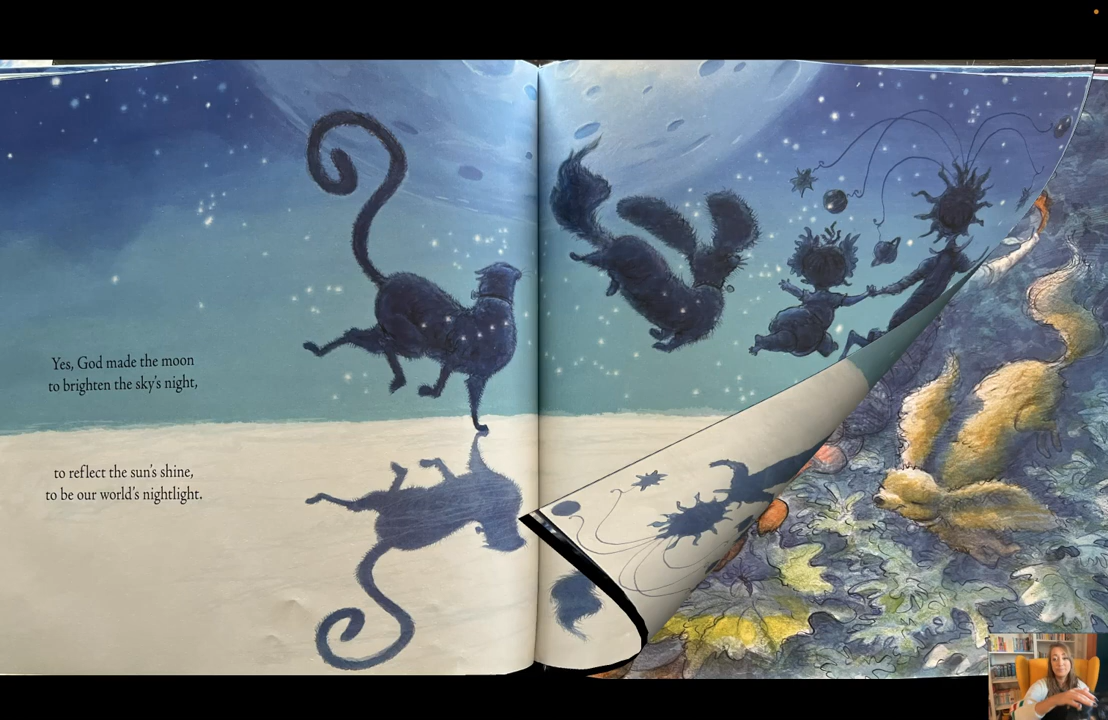 Yes, God made the moon
to brighten the sky's night,
to reflect the sun's shine,
to be our world's nightlight.